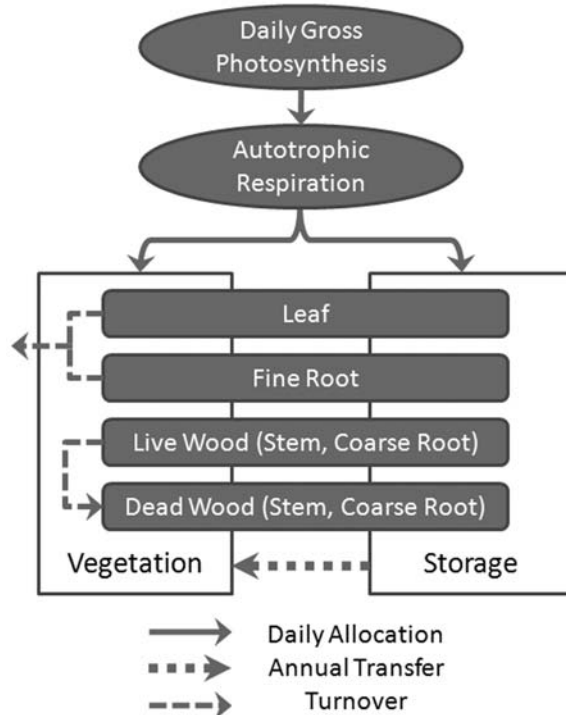 Daily Gross
Photosynthesis
Autotrophic
Respiration
Leaf
Fine Root
Live Wood (Stem, Coarse Root)
Dead Wood (Stem, Coarse Root)
Vegetation
Storage
Daily Allocation
Annual Transfer
Turnover